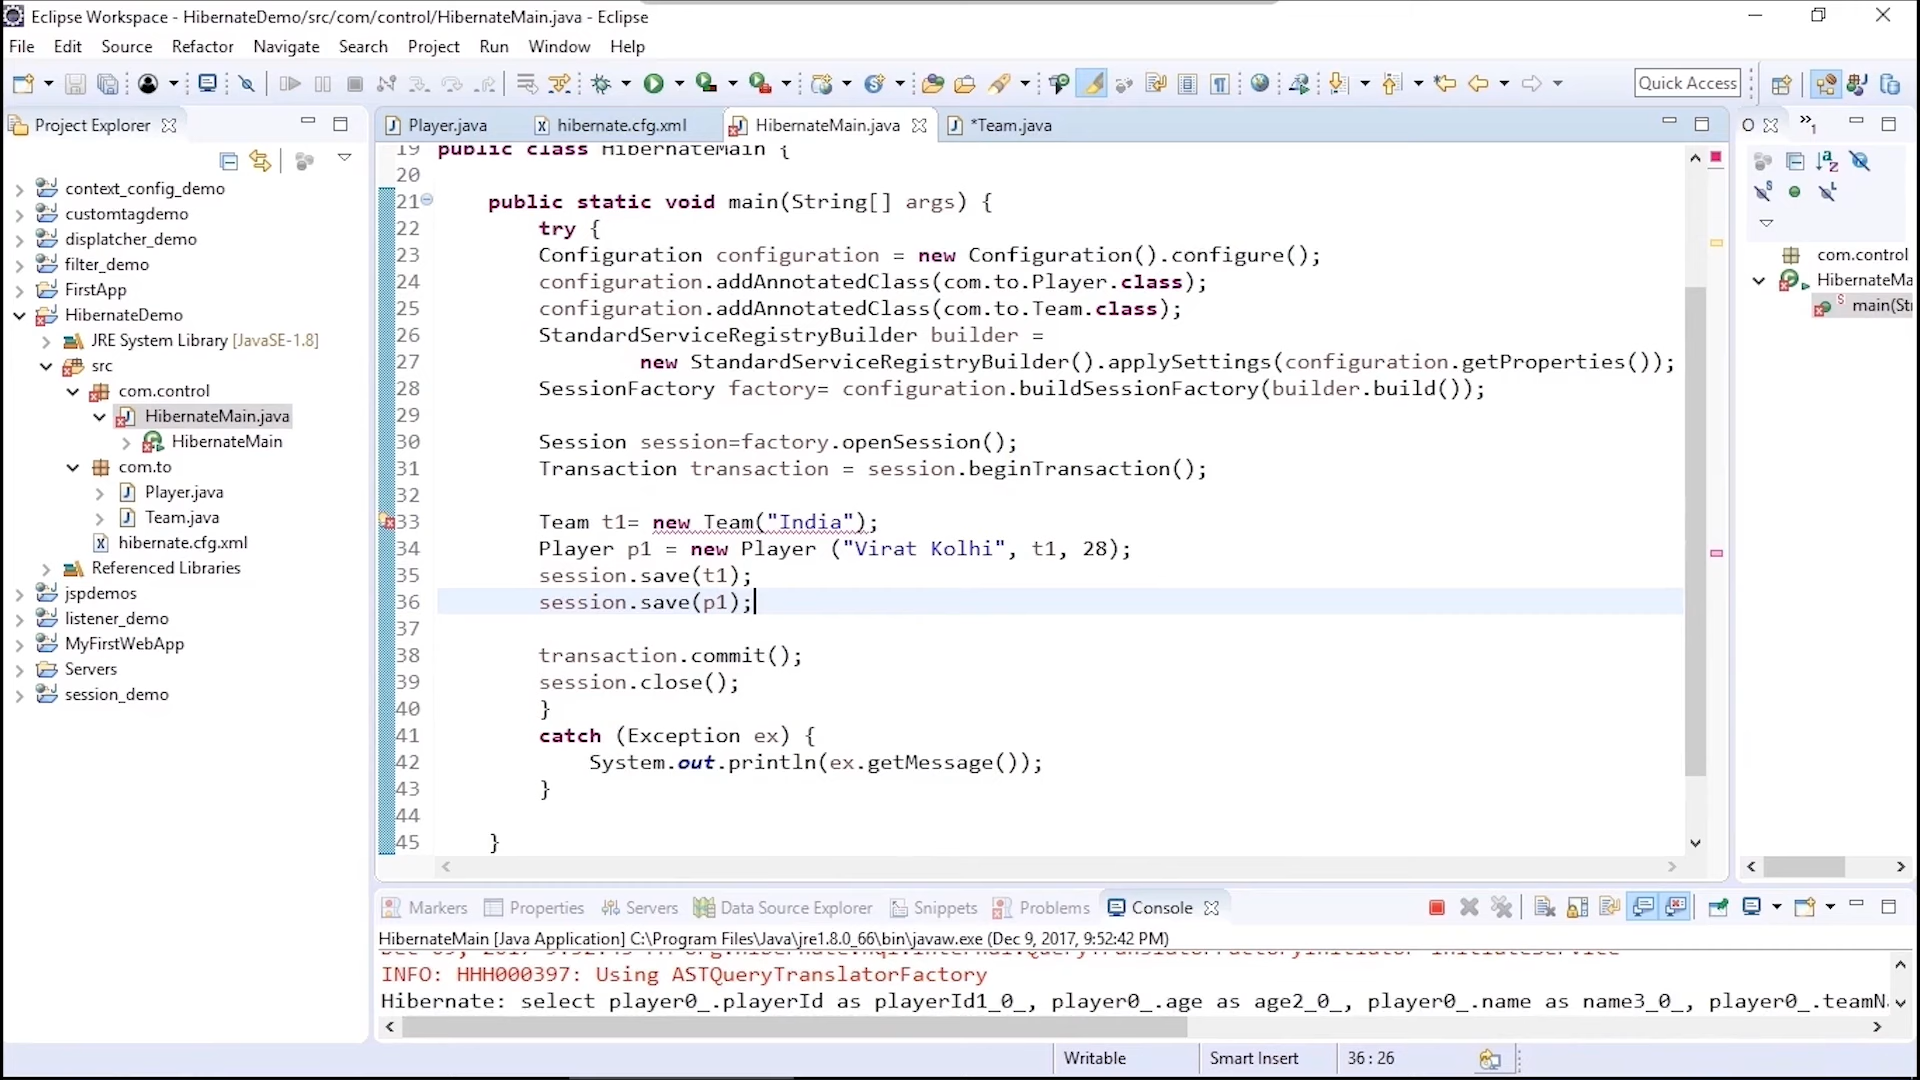 Eclipse Workspace - HibernateDemo/src/com/control/HibernateMain.java - Eclipse
File Edit Source Refactor Navigate Search Project Run Window Help
Quick Access
Project Explorer
Player.java hibernate.cfg.xml HibernateMain.java *Team.java
context_config_demo
customtagdemo
displatcher_demo
filter_demo
FirstApp
HibernateDemo
JRE System Library [JavaSE-1.8]
src
com.control
HibernateMain.java
HibernateMain
com.to
Player.java
Team.java
hibernate.cfg.xml
Referenced Libraries
jspdemos
listener_demo
MyFirstWebApp
Servers
session_demo
19 public class HibernateMain {
20
21 public static void main(String[] args) {
22 try {
23 Configuration configuration = new Configuration().configure();
24 configuration.addAnnotatedClass(com.to.Player.class);
25 configuration.addAnnotatedClass(com.to.Team.class);
26 StandardServiceRegistryBuilder builder =
27 new StandardServiceRegistryBuilder().applySettings(configuration.getProperties());
28 SessionFactory factory= configuration.buildSessionFactory(builder.build());
29
30 Session session=factory.openSession();
31 Transaction transaction = session.beginTransaction();
32
33 Team t1= new Team("India");
34 Player p1 = new Player ("Virat Kolhi", t1, 28);
35 session.save(t1);
36 session.save(p1);
37
38 transaction.commit();
39 session.close();
40 }
41 catch (Exception ex) {
42 System.out.println(ex.getMessage());
43 }
44
45 }
O
com.control
HibernateMa
main(Str
Markers Properties Servers Data Source Explorer Snippets Problems Console
HibernateMain [Java Application] C:\Program Files\Java\jre1.8.0_66\bin\javaw.exe (Dec 9, 2017, 9:52:42 PM)
INFO: HHH000397: Using ASTQueryTranslatorFactory
Hibernate: select player0_.playerId as playerId1_0_, player0_.age as age2_0_, player0_.name as name3_0_, player0_.teamN
Writable Smart Insert 36 : 26